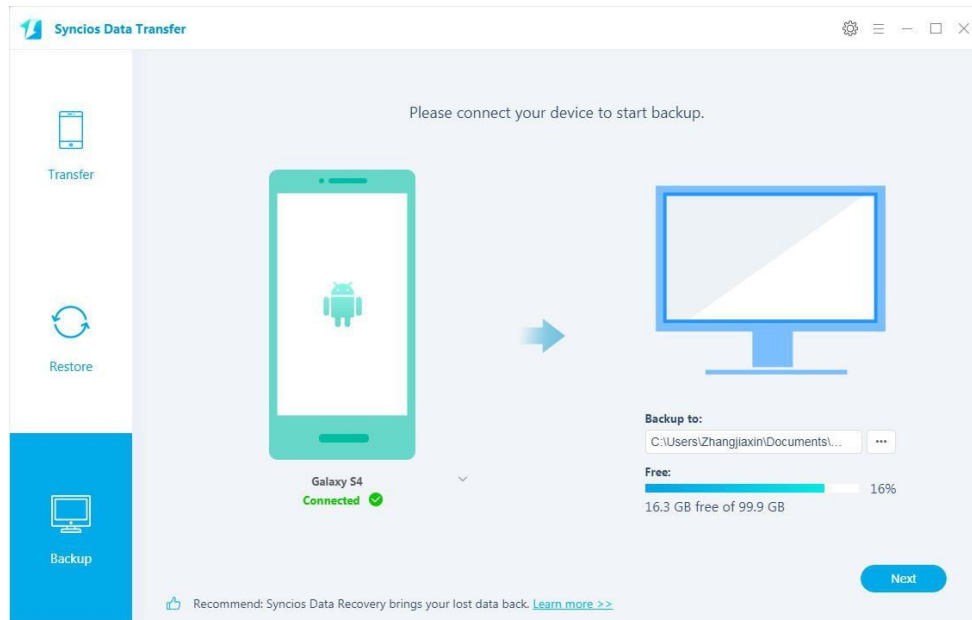 Syncios Data Transfer
Please connect your device to start backup.
Transfer
Restore
Backup
Galaxy S4
Connected
Backup to:
C:\Users\Zhangjiaxin\Documents\...
Free:
16%
16.3 GB free of 99.9 GB
Next
Recommend: Syncios Data Recovery brings your lost data back. Learn more >>